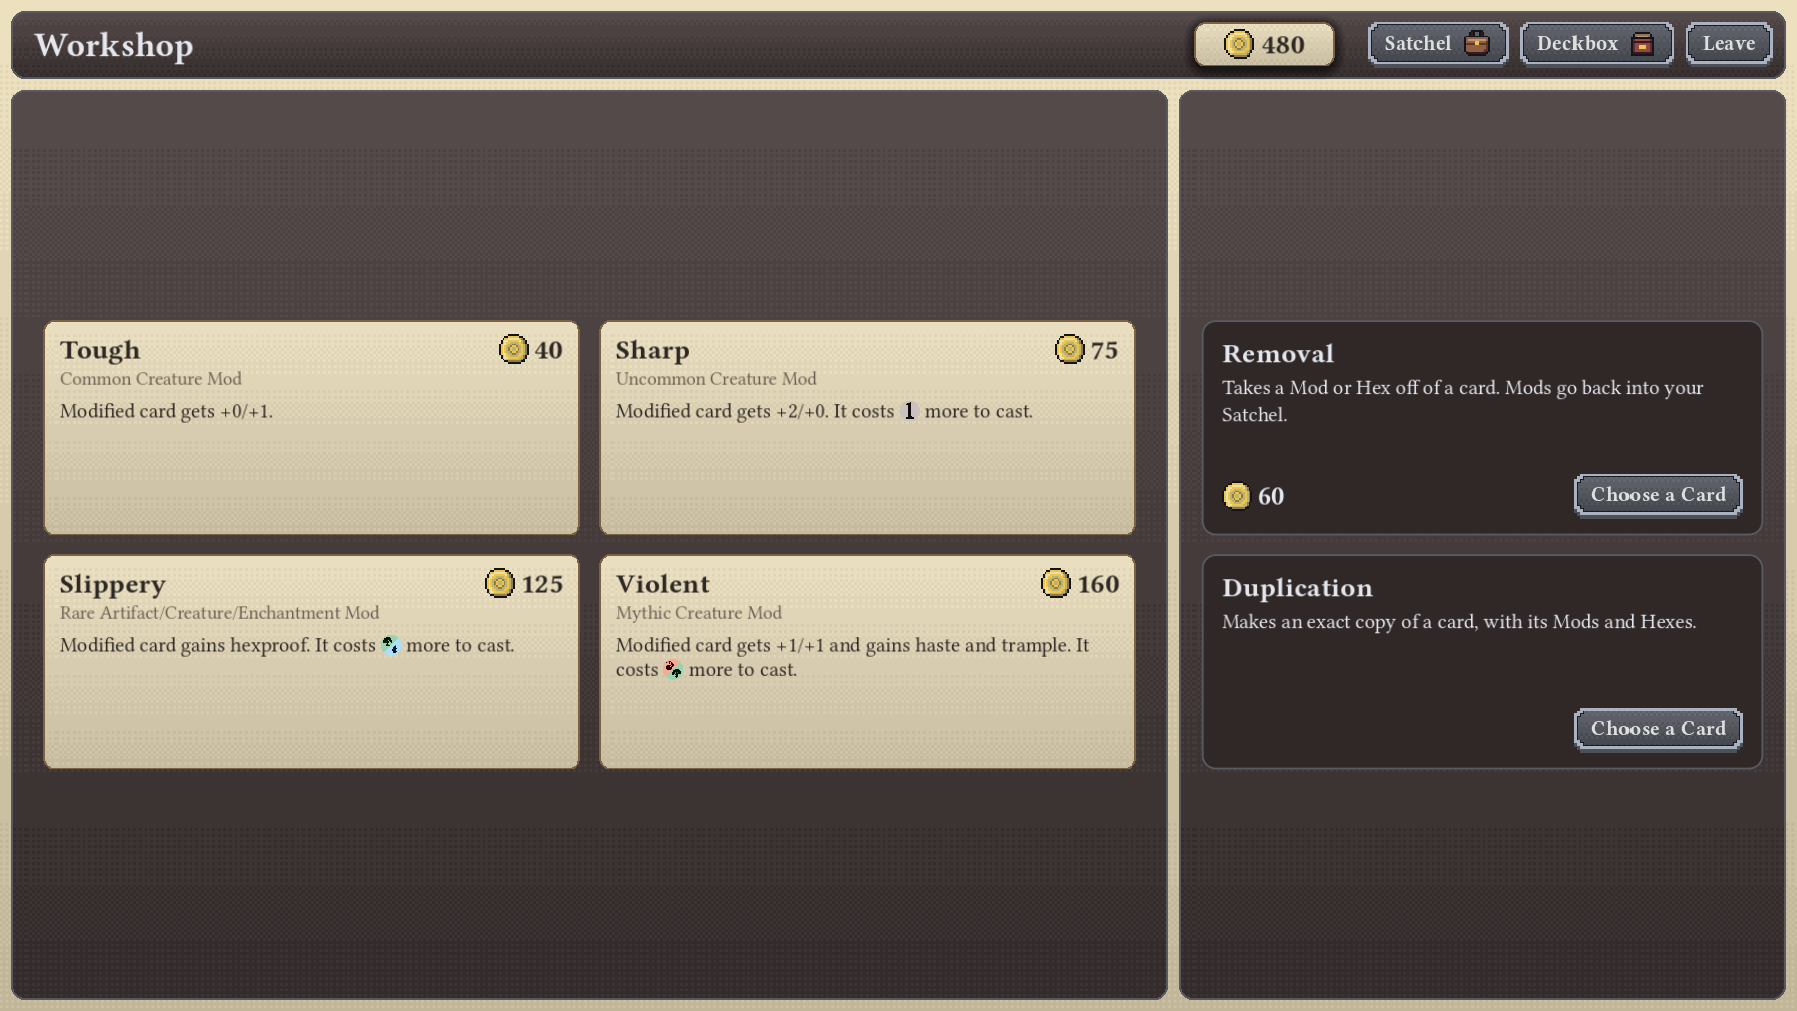 Workshop
480
Satchel
Deckbox
Leave
Tough
40
Common Creature Mod
Modified card gets +0/+1.
Sharp
75
Uncommon Creature Mod
Modified card gets +2/+0. It costs 1 more to cast.
Slippery
125
Rare Artifact/Creature/Enchantment Mod
Modified card gains hexproof. It costs more to cast.
Violent
160
Mythic Creature Mod
Modified card gets +1/+1 and gains haste and trample. It
costs more to cast.
Removal
Takes a Mod or Hex off of a card. Mods go back into your
Satchel.
60
Choose a Card
Duplication
Makes an exact copy of a card, with its Mods and Hexes.
Choose a Card